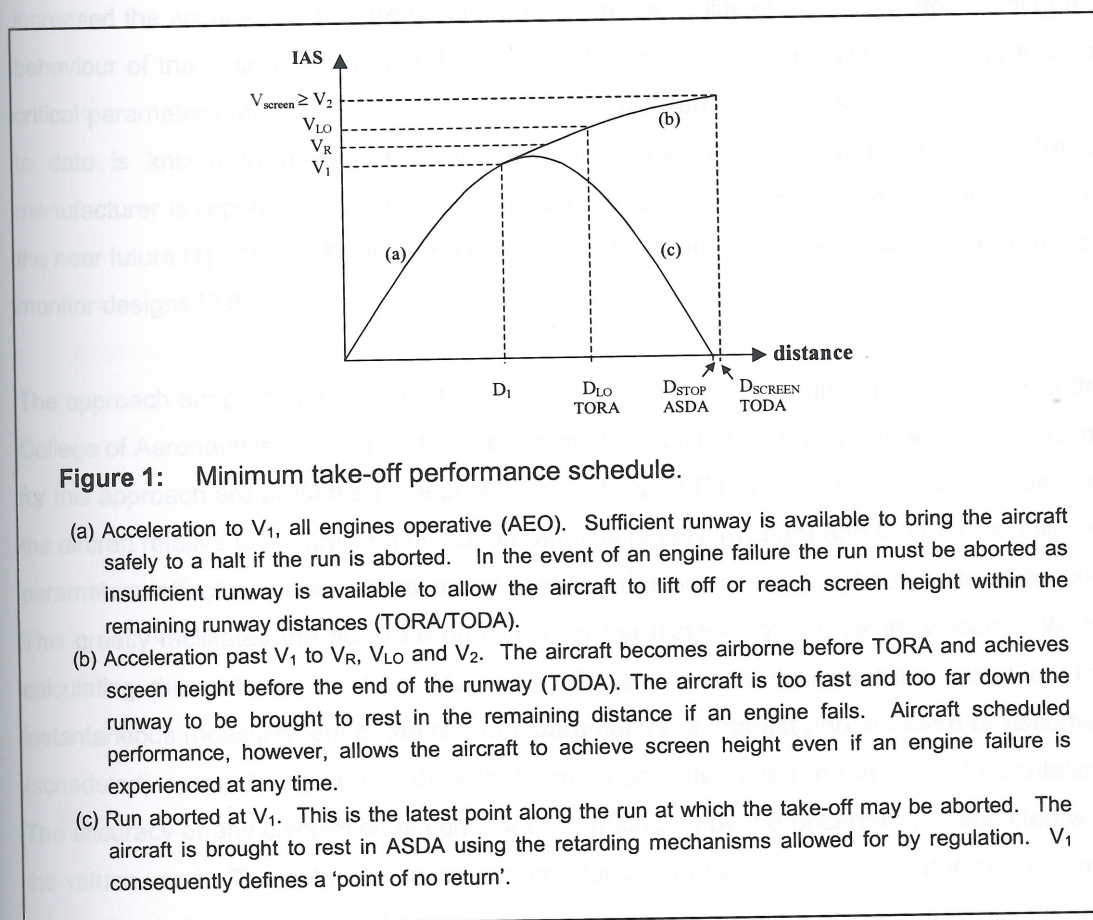 IAS
Vscreen ≥ V2
VLO
VR
V1
(a)
(b)
(c)
distance
D1
DLO
TORA
DSTOP
ASDA
DSCREEN
TODA
Figure 1: Minimum take-off performance schedule.
(a) Acceleration to V1, all engines operative (AEO). Sufficient runway is available to bring the aircraft
safely to a halt if the run is aborted. In the event of an engine failure the run must be aborted as
insufficient runway is available to allow the aircraft to lift off or reach screen height within the
remaining runway distances (TORA/TODA).
(b) Acceleration past V1 to VR, VLO and V2. The aircraft becomes airborne before TORA and achieves
screen height before the end of the runway (TODA). The aircraft is too fast and too far down the
runway to be brought to rest in the remaining distance if an engine fails. Aircraft scheduled
performance, however, allows the aircraft to achieve screen height even if an engine failure is
experienced at any time.
(c) Run aborted at V1. This is the latest point along the run at which the take-off may be aborted. The
aircraft is brought to rest in ASDA using the retarding mechanisms allowed for by regulation. V1
consequently defines a 'point of no return'.